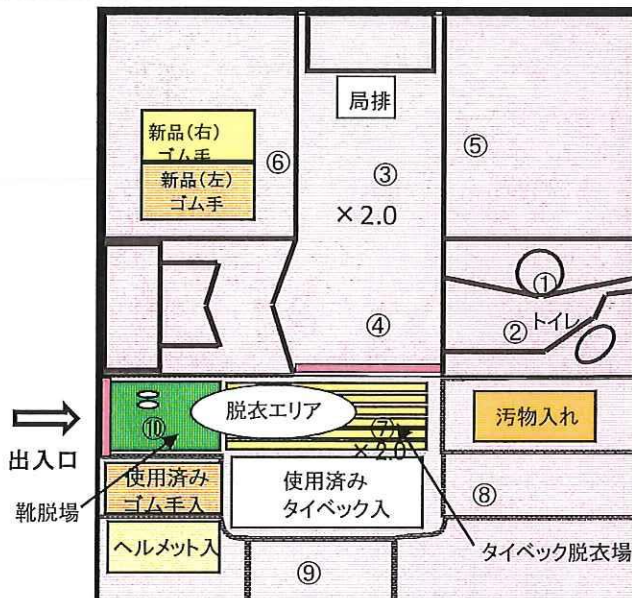 局排
新品(右)
ゴム手
新品(左)
ゴム手
⑥
③
⑤
×2.0
①
④
②
トイレ
出入口
脱衣エリア
⑩
⑦
×2.0
汚物入れ
使用済み
ゴム手入
使用済み
タイベック入
⑧
靴脱場
ヘルメット入
⑨
タイベック脱衣場